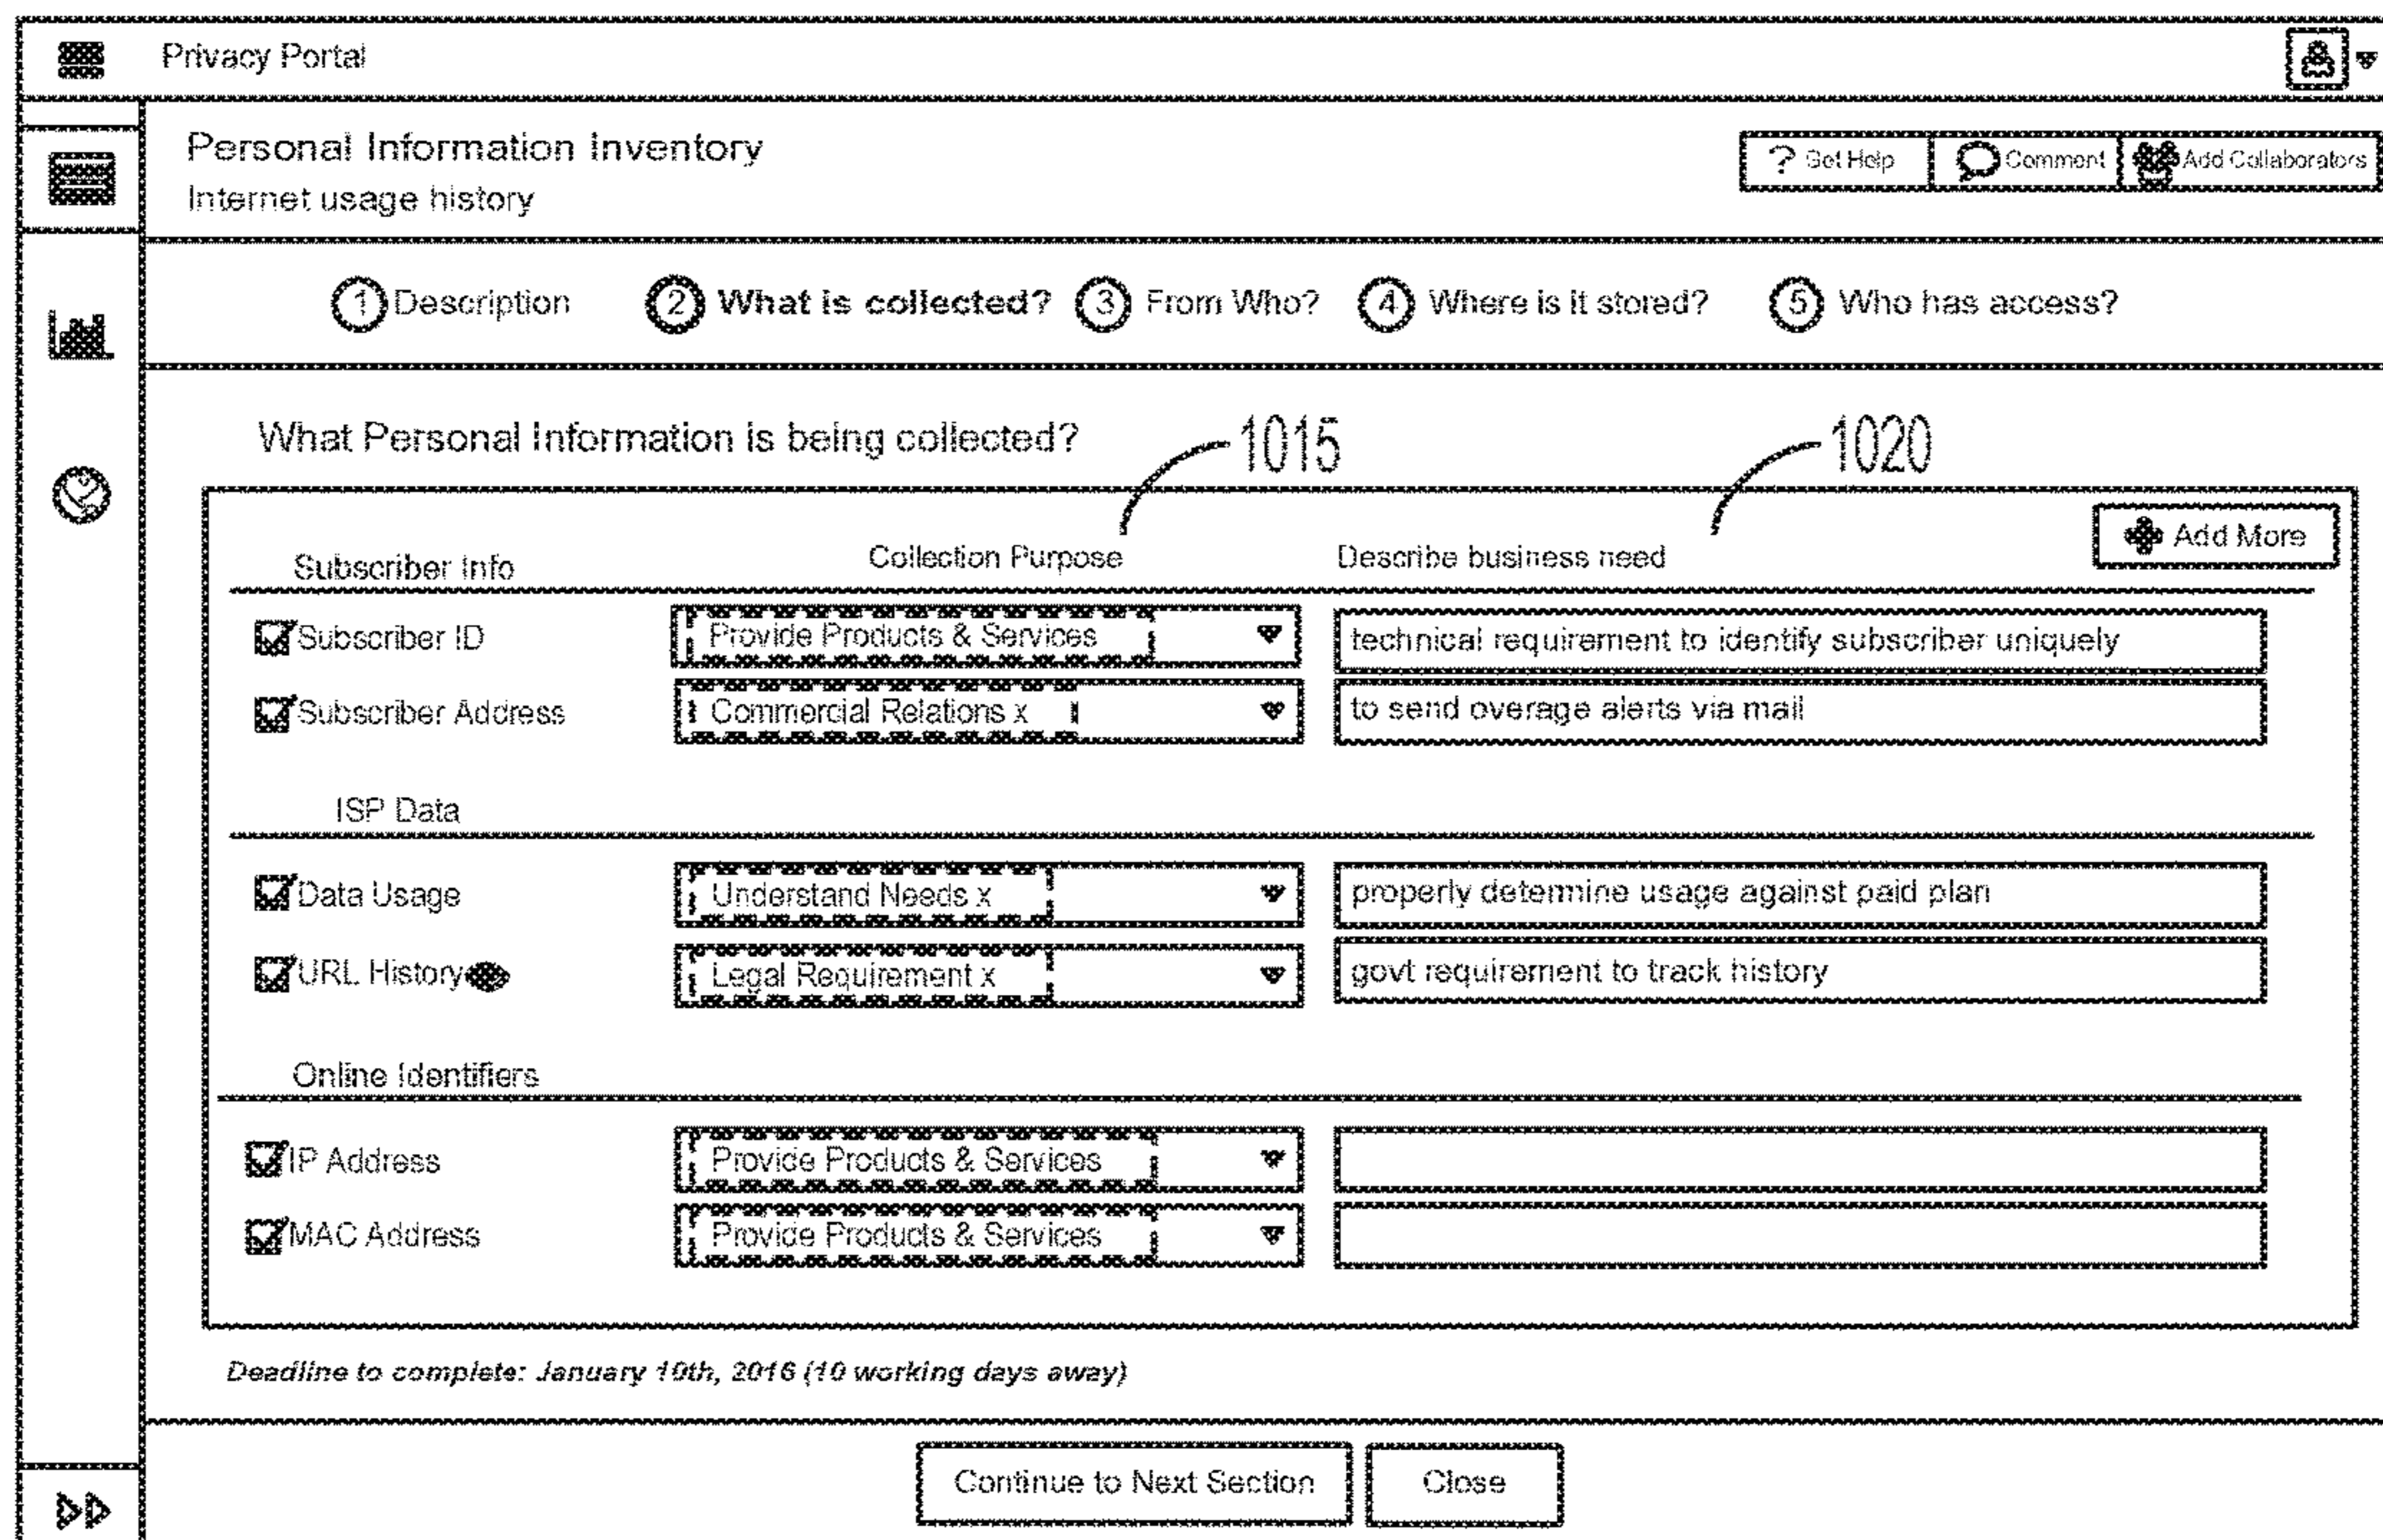 Privacy Portal
Personal Information Inventory
Internet usage history
? Get Help Comment Add Collaborators
1 Description 2 What is collected? 3 From Who? 4 Where is it stored? 5 Who has access?
What Personal Information is being collected? 1015 1020
Add More
Subscriber Info Collection Purpose Describe business need
Subscriber ID Provide Products & Services technical requirement to identify subscriber uniquely
Subscriber Address Commercial Relations x to send overage alerts via mail
ISP Data
Data Usage Understand Needs x properly determine usage against paid plan
URL History Legal Requirement x govt requirement to track history
Online Identifiers
IP Address Provide Products & Services
MAC Address Provide Products & Services
Deadline to complete: January 10th, 2016 (10 working days away)
Continue to Next Section Close